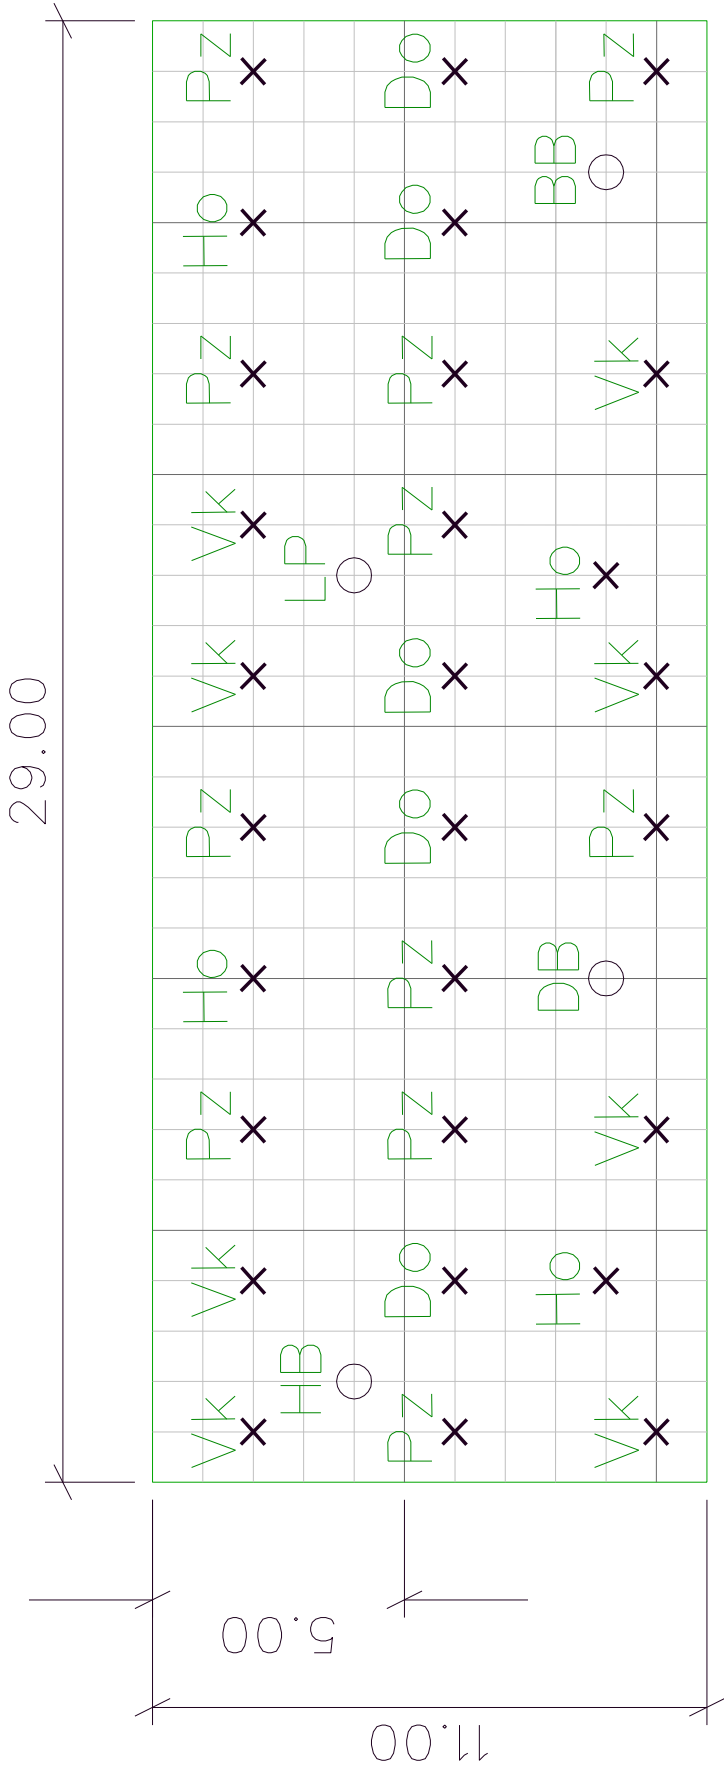 Pz Do Pz
BB
Ho Do
Pz Pz Vk
Vk Pz
LP Ho
Vk Do Vk
29.00
Pz Do Pz
Ho Pz DB
Pz Pz Vk
Vk Do Ho
HB
Vk Pz Vk
5.00
11.00